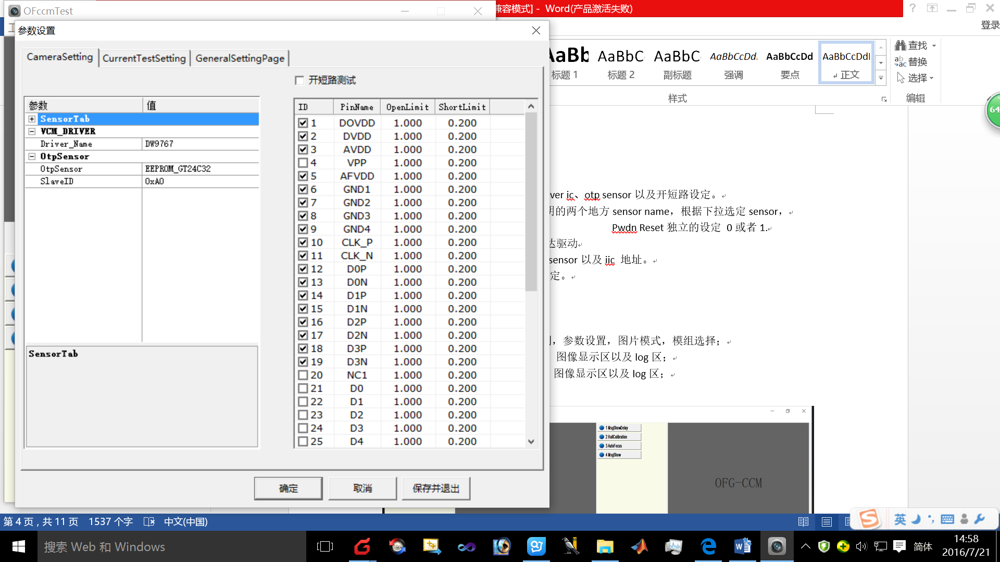 OFccmTest
兼容模式] - Word(产品激活失败)
登录
参数设置
CameraSetting
CurrentTestSetting
GeneralSettingPage
开短路测试
参数 值
SensorTab
VCM_DRIVER
Driver_Name DW9767
OtpSensor
OtpSensor EEPROM_GT24C32
SlaveID 0xA0
SensorTab
ID PinName OpenLimit ShortLimit
1 DOVDD 1.000 0.200
2 DVDD 1.000 0.200
3 AVDD 1.000 0.200
4 VPP 1.000 0.200
5 AFVDD 1.000 0.200
6 GND1 1.000 0.200
7 GND2 1.000 0.200
8 GND3 1.000 0.200
9 GND4 1.000 0.200
10 CLK_P 1.000 0.200
11 CLK_N 1.000 0.200
12 D0P 1.000 0.200
13 D0N 1.000 0.200
14 D1P 1.000 0.200
15 D1N 1.000 0.200
16 D2P 1.000 0.200
17 D2N 1.000 0.200
18 D3P 1.000 0.200
19 D3N 1.000 0.200
20 NC1 1.000 0.200
21 D0 1.000 0.200
22 D1 1.000 0.200
23 D2 1.000 0.200
24 D3 1.000 0.200
25 D4 1.000 0.200
确定 取消 保存并退出
AaBb AaBbC AaBbC AaBbCcDd. AaBbCcDd AaBbCcDdI
标题 1 标题 2 副标题 强调 要点 正文
样式
查找
替换
选择
编辑
64
ver ic、otp sensor 以及开短路设定。
明的两个地方 sensor name，根据下拉选定 sensor，
Pwdn Reset 独立的设定 0 或者 1.
达驱动
sensor 以及 iic 地址。
定。
，参数设置，图片模式，模组选择；
图像显示区以及 log 区；
图像显示区以及 log 区；
1 MsgShowDelay
2 HallCalibration
3 AutoFocus
4 MsgShow
OFG-CCM
第 4 页，共 11 页 1537 个字 中文(中国)
英
搜索 Web 和 Windows
简体
14:58
2016/7/21